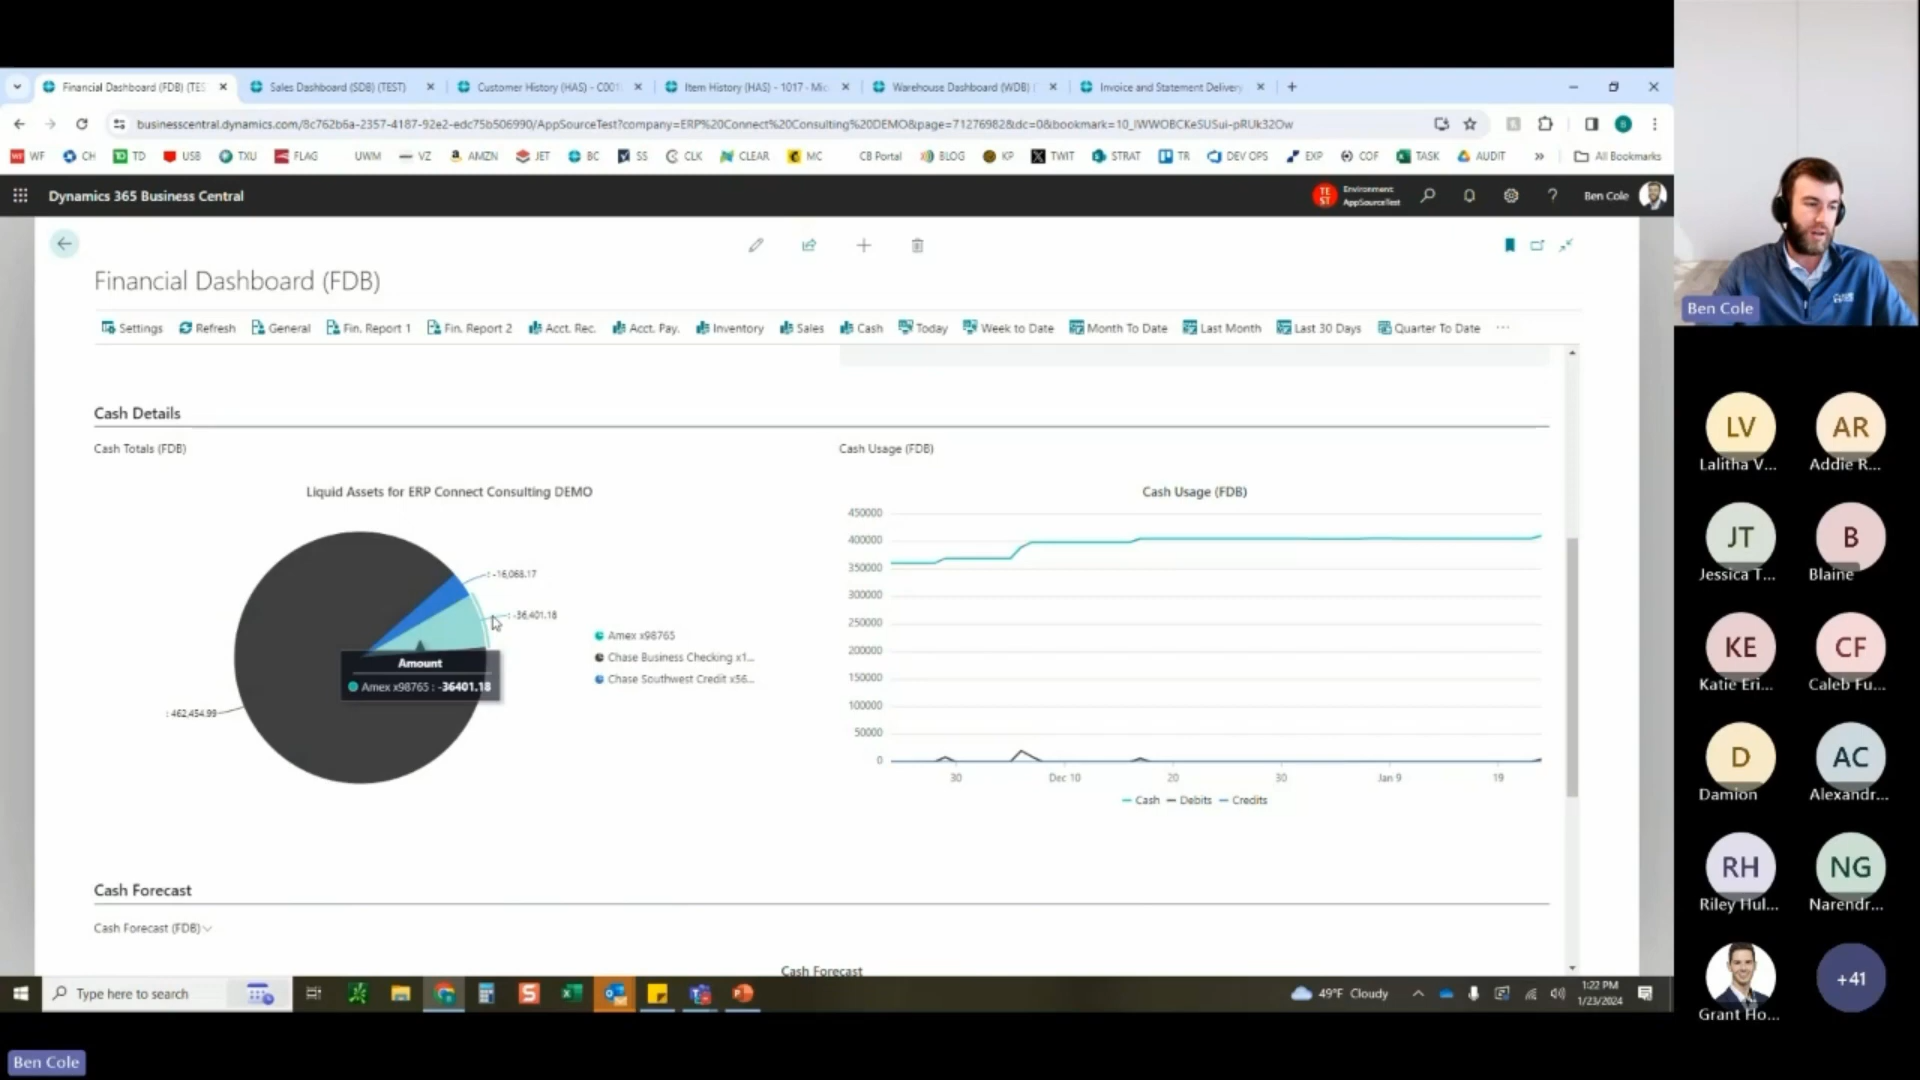 Financial Dashboard (FDB) (TES
Sales Dashboard (SDB) (TEST)
Customer History (HAS) - C001
Item History (HAS) - 1017 - Mic
Warehouse Dashboard (WDB) (
Invoice and Statement Delivery
businesscentral.dynamics.com/8c762b6a-2357-4187-92e2-edc75b506990/AppSourceTest?company=ERP%20Connect%20Consulting%20DEMO&page=71276982&dc=0&bookmark=10_IWWOBCKeSUSui-pRUk32Ow
WF CH TD USB TXU FLAG UWM VZ AMZN JET BC SS CLK CLEAR MC CB Portal BLOG KP TWIT STRAT TR DEV OPS EXP COF TASK AUDIT » All Bookmarks
Dynamics 365 Business Central
TE ST
Environment:
AppSourceTest
Ben Cole
Financial Dashboard (FDB)
Settings Refresh General Fin. Report 1 Fin. Report 2 Acct. Rec. Acct. Pay. Inventory Sales Cash Today Week to Date Month To Date Last Month Last 30 Days Quarter To Date ...
Cash Details
Cash Totals (FDB)
Liquid Assets for ERP Connect Consulting DEMO
: -16,068.17
: -36,401.18
: 462,454.99
Amount
Amex x98765 : -36401.18
Amex x98765
Chase Business Checking x1...
Chase Southwest Credit x56...
Cash Usage (FDB)
Cash Usage (FDB)
450000
400000
350000
300000
250000
200000
150000
100000
50000
0
30 Dec 10 20 30 Jan 9 19
Cash Debits Credits
Cash Forecast
Cash Forecast (FDB)
Cash Forecast
Type here to search
49°F Cloudy
1:22 PM
1/23/2024
Ben Cole
LV
Lalitha V...
AR
Addie R...
JT
Jessica T...
B
Blaine
KE
Katie Eri...
CF
Caleb Fu...
D
Damion
AC
Alexandr...
RH
Riley Hul...
NG
Narendr...
Grant Ho...
+41
Ben Cole